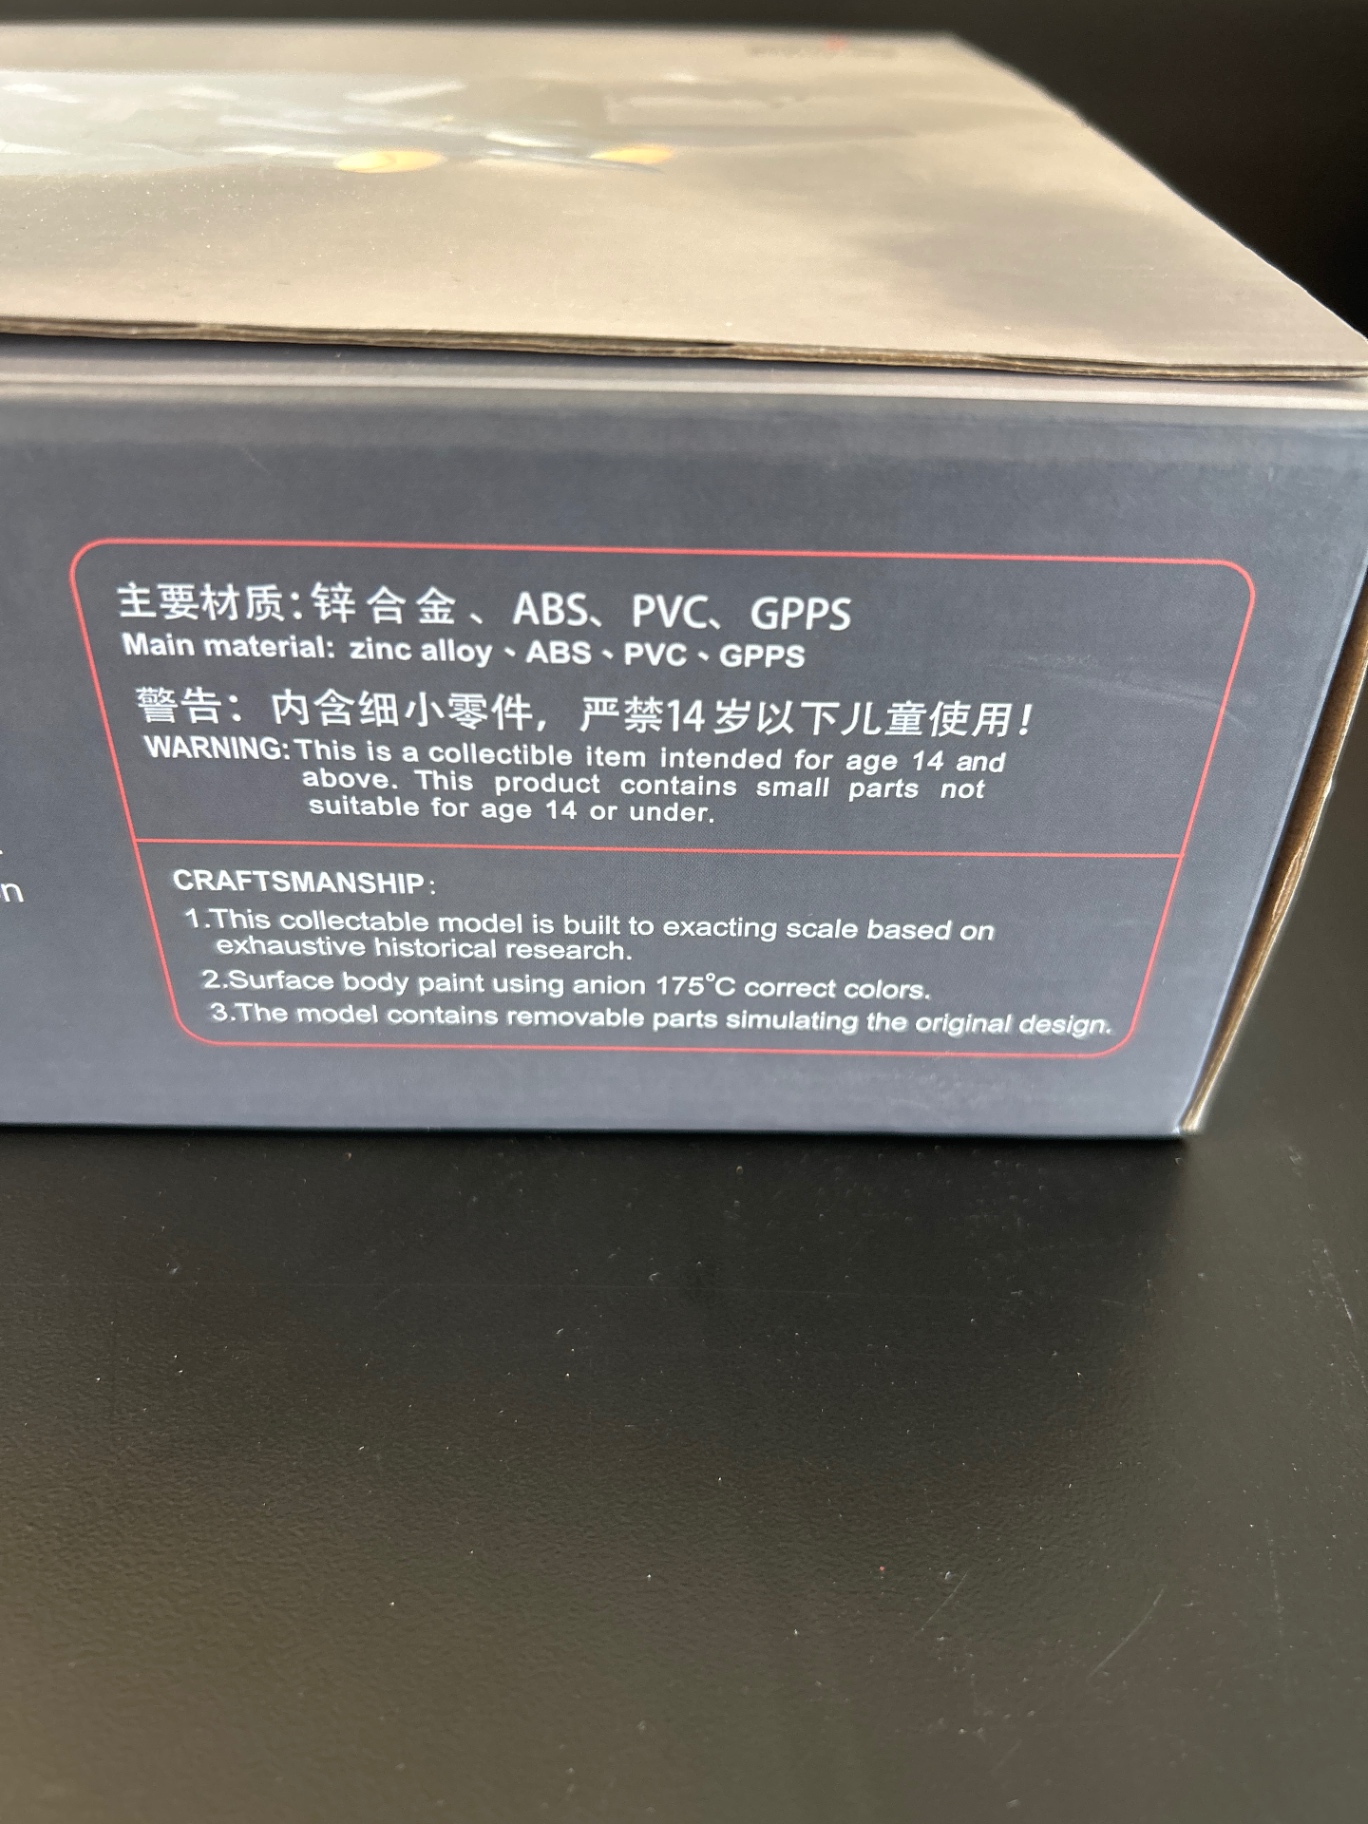 主要材质：锌合金、ABS、PVC、GPPS
Main material: zinc alloy、ABS、PVC、GPPS
警告：内含细小零件，严禁14岁以下儿童使用！
WARNING: This is a collectible item intended for age 14 and
above. This product contains small parts not
suitable for age 14 or under.
CRAFTSMANSHIP:
1.This collectable model is built to exacting scale based on
exhaustive historical research.
2.Surface body paint using anion 175°C correct colors.
3.The model contains removable parts simulating the original design.